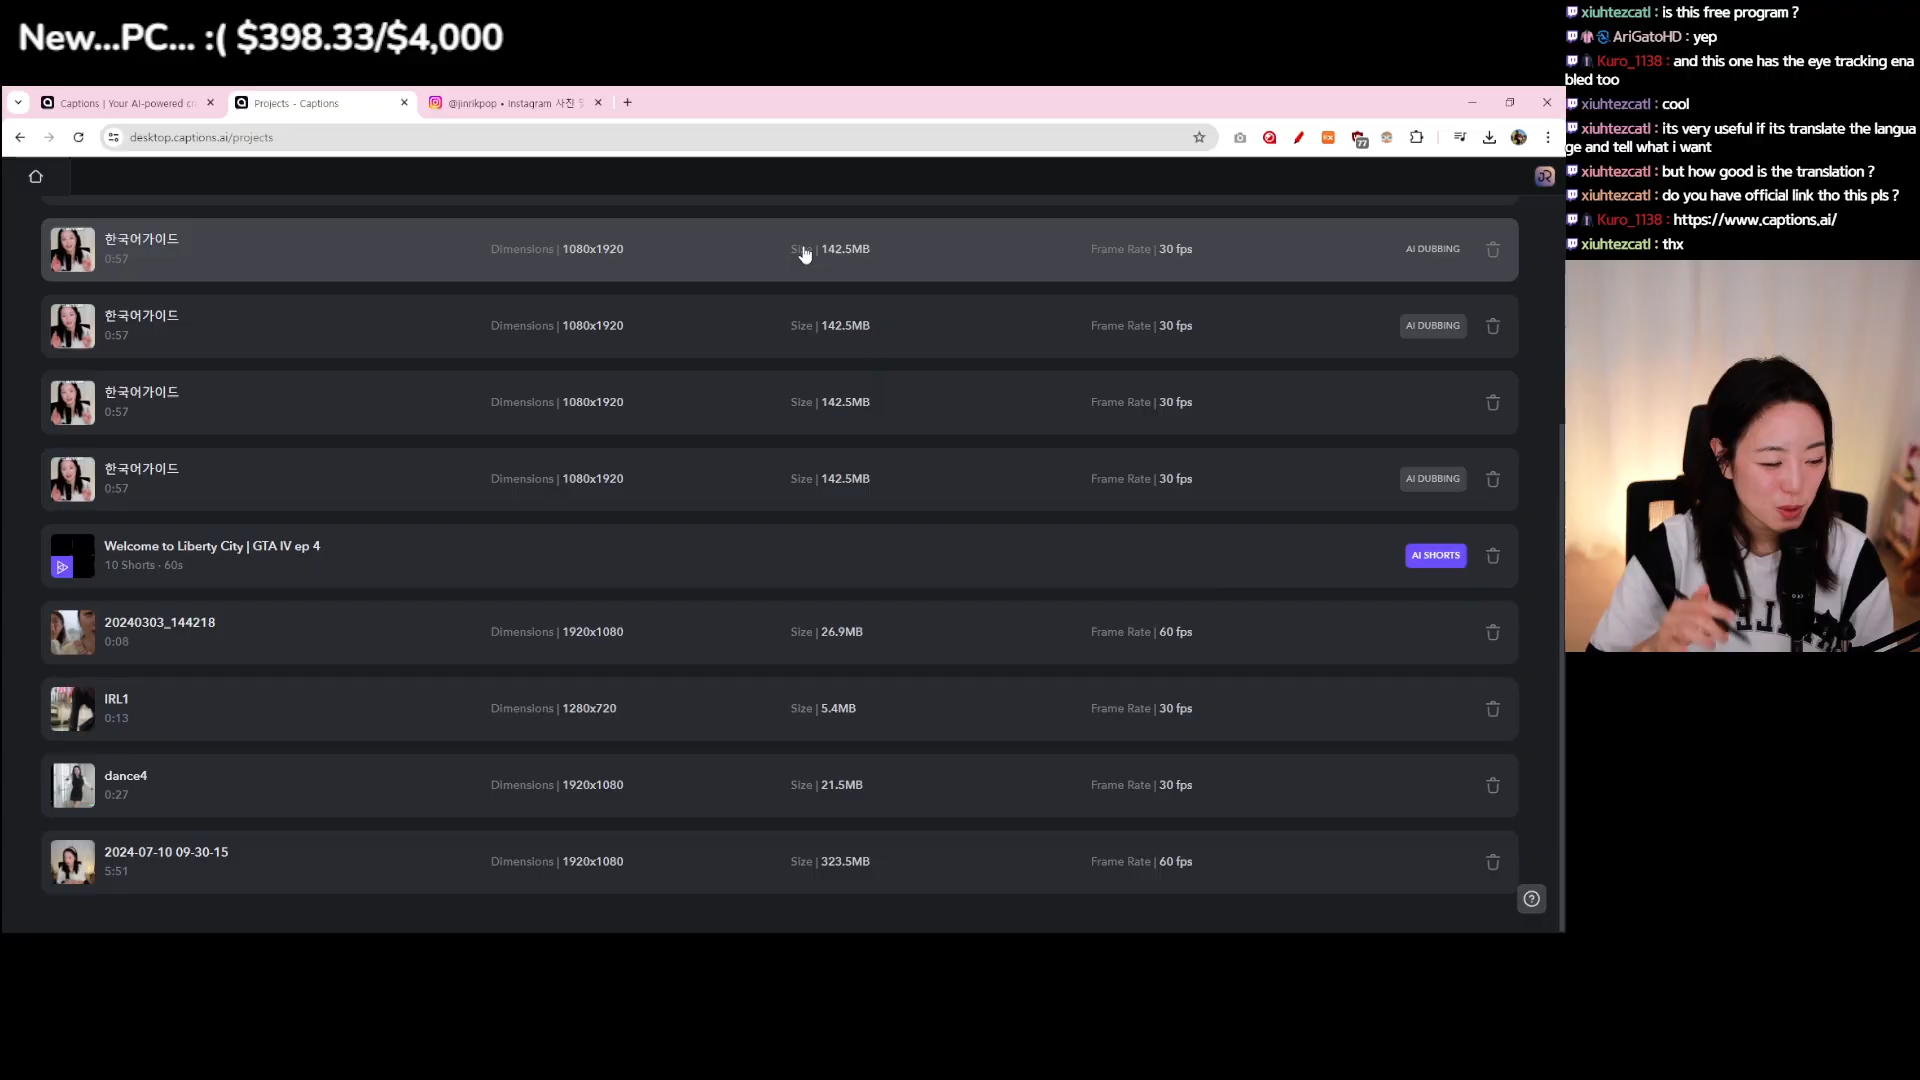 New...PC... :( $398.33/$4,000
Captions | Your AI-powered cr
Projects - Captions
@jinrikpop • Instagram 사진 및
desktop.captions.ai/projects
77
한국어가이드
0:57
Dimensions | 1080x1920
Size | 142.5MB
Frame Rate | 30 fps
AI DUBBING
한국어가이드
0:57
Dimensions | 1080x1920
Size | 142.5MB
Frame Rate | 30 fps
AI DUBBING
한국어가이드
0:57
Dimensions | 1080x1920
Size | 142.5MB
Frame Rate | 30 fps
한국어가이드
0:57
Dimensions | 1080x1920
Size | 142.5MB
Frame Rate | 30 fps
AI DUBBING
Welcome to Liberty City | GTA IV ep 4
10 Shorts · 60s
AI SHORTS
20240303_144218
0:08
Dimensions | 1920x1080
Size | 26.9MB
Frame Rate | 60 fps
IRL1
0:13
Dimensions | 1280x720
Size | 5.4MB
Frame Rate | 30 fps
dance4
0:27
Dimensions | 1920x1080
Size | 21.5MB
Frame Rate | 30 fps
2024-07-10 09-30-15
5:51
Dimensions | 1920x1080
Size | 323.5MB
Frame Rate | 60 fps
xiuhtezcatl : is this free program ?
AriGatoHD : yep
Kuro_1138 : and this one has the eye tracking ena
bled too
xiuhtezcatl : cool
xiuhtezcatl : its very useful if its translate the langua
ge and tell what i want
xiuhtezcatl : but how good is the translation ?
xiuhtezcatl : do you have official link tho this pls ?
Kuro_1138 : https://www.captions.ai/
xiuhtezcatl : thx